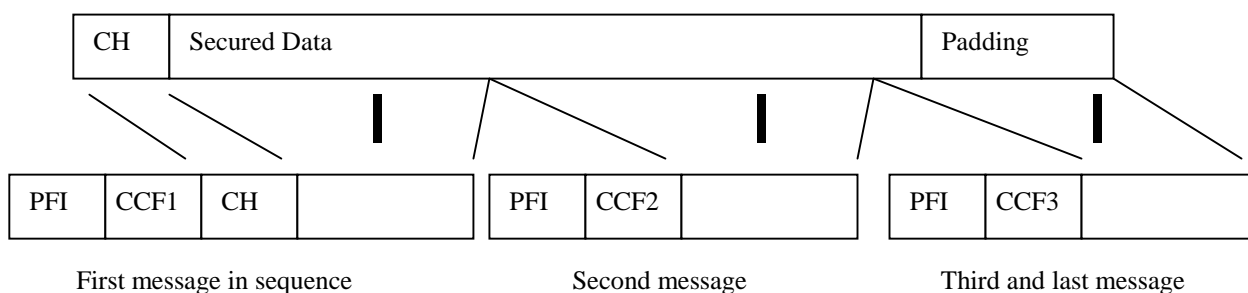 CH Secured Data Padding
PFI CCF1 CH PFI CCF2 PFI CCF3
First message in sequence Second message Third and last message